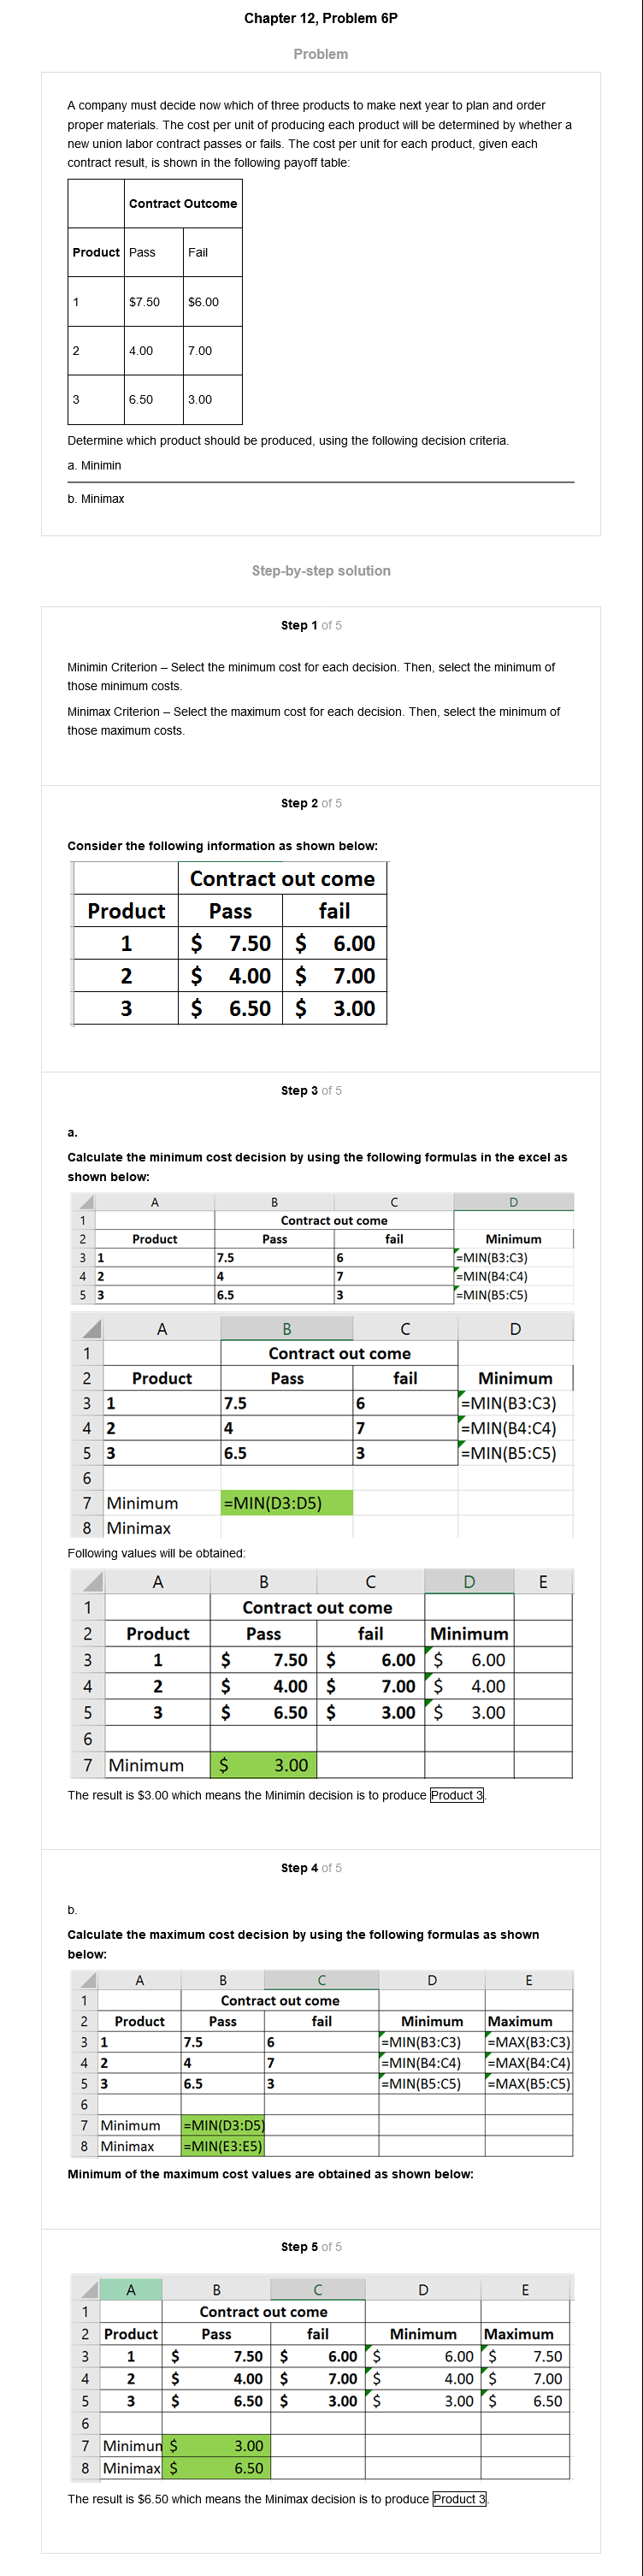 Chapter 12, Problem 6P
Problem
A company must decide now which of three products to make next year to plan and order
proper materials. The cost per unit of producing each product will be determined by whether a
new union labor contract passes or fails. The cost per unit for each product, given each
contract result, is shown in the following payoff table:
Contract Outcome
Product Pass Fail
1 $7.50 $6.00
2 4.00 7.00
3 6.50 3.00
Determine which product should be produced, using the following decision criteria.
a. Minimin
b. Minimax
Step-by-step solution
Step 1 of 5
Minimin Criterion – Select the minimum cost for each decision. Then, select the minimum of
those minimum costs.
Minimax Criterion – Select the maximum cost for each decision. Then, select the minimum of
those maximum costs.
Step 2 of 5
Consider the following information as shown below:
Contract out come
Product Pass fail
1 $ 7.50 $ 6.00
2 $ 4.00 $ 7.00
3 $ 6.50 $ 3.00
Step 3 of 5
a.
Calculate the minimum cost decision by using the following formulas in the excel as
shown below:
A B C D
1 Contract out come
2 Product Pass fail Minimum
3 1 7.5 6 =MIN(B3:C3)
4 2 4 7 =MIN(B4:C4)
5 3 6.5 3 =MIN(B5:C5)
A B C D
1 Contract out come
2 Product Pass fail Minimum
3 1 7.5 6 =MIN(B3:C3)
4 2 4 7 =MIN(B4:C4)
5 3 6.5 3 =MIN(B5:C5)
6
7 Minimum =MIN(D3:D5)
8 Minimax
Following values will be obtained:
A B C D E
1 Contract out come
2 Product Pass fail Minimum
3 1 $ 7.50 $ 6.00 $ 6.00
4 2 $ 4.00 $ 7.00 $ 4.00
5 3 $ 6.50 $ 3.00 $ 3.00
6
7 Minimum $ 3.00
The result is $3.00 which means the Minimin decision is to produce Product 3.
Step 4 of 5
b.
Calculate the maximum cost decision by using the following formulas as shown
below:
A B C D E
1 Contract out come
2 Product Pass fail Minimum Maximum
3 1 7.5 6 =MIN(B3:C3) =MAX(B3:C3)
4 2 4 7 =MIN(B4:C4) =MAX(B4:C4)
5 3 6.5 3 =MIN(B5:C5) =MAX(B5:C5)
6
7 Minimum =MIN(D3:D5)
8 Minimax =MIN(E3:E5)
Minimum of the maximum cost values are obtained as shown below:
Step 5 of 5
A B C D E
1 Contract out come
2 Product Pass fail Minimum Maximum
3 1 $ 7.50 $ 6.00 $ 6.00 $ 7.50
4 2 $ 4.00 $ 7.00 $ 4.00 $ 7.00
5 3 $ 6.50 $ 3.00 $ 3.00 $ 6.50
6
7 Minimun $ 3.00
8 Minimax $ 6.50
The result is $6.50 which means the Minimax decision is to produce Product 3.